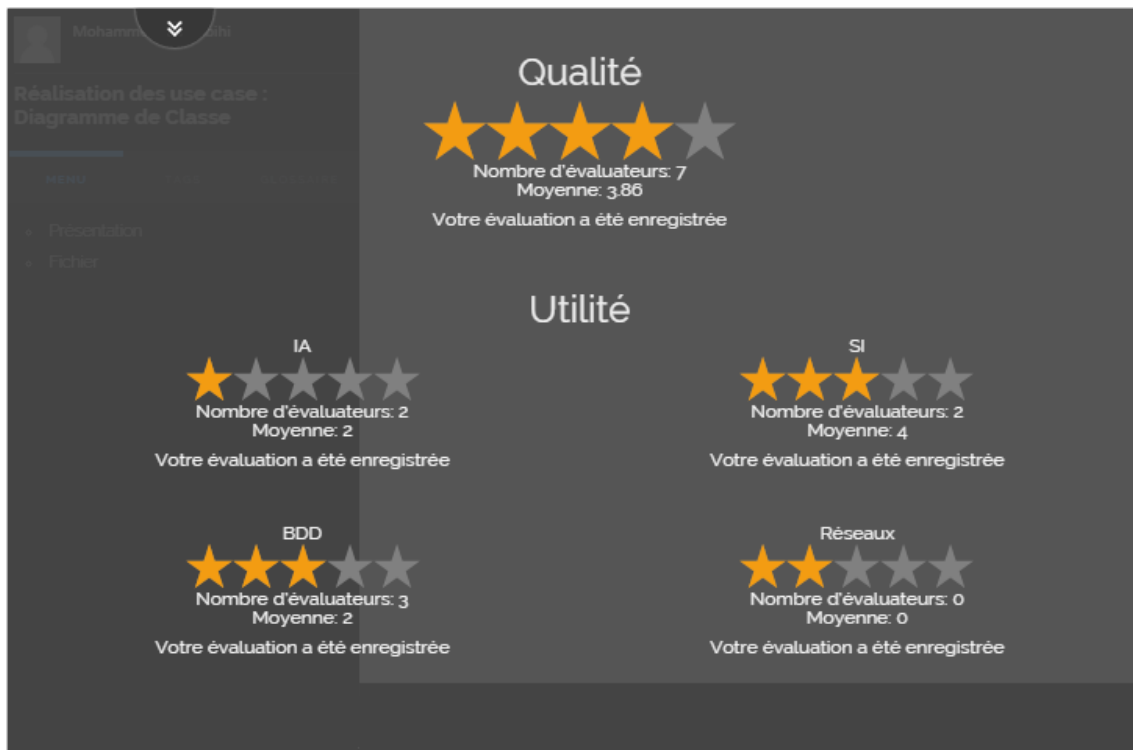 Réalisation des use case :
Diagramme de Classe
MENU
Présentation
Fichier
Qualité
Nombre d'évaluateurs: 7
Moyenne: 3.86
Votre évaluation a été enregistrée
Utilité
IA
Nombre d'évaluateurs: 2
Moyenne: 2
Votre évaluation a été enregistrée
SI
Nombre d'évaluateurs: 2
Moyenne: 4
Votre évaluation a été enregistrée
BDD
Nombre d'évaluateurs: 3
Moyenne: 2
Votre évaluation a été enregistrée
Réseaux
Nombre d'évaluateurs: 0
Moyenne: 0
Votre évaluation a été enregistrée